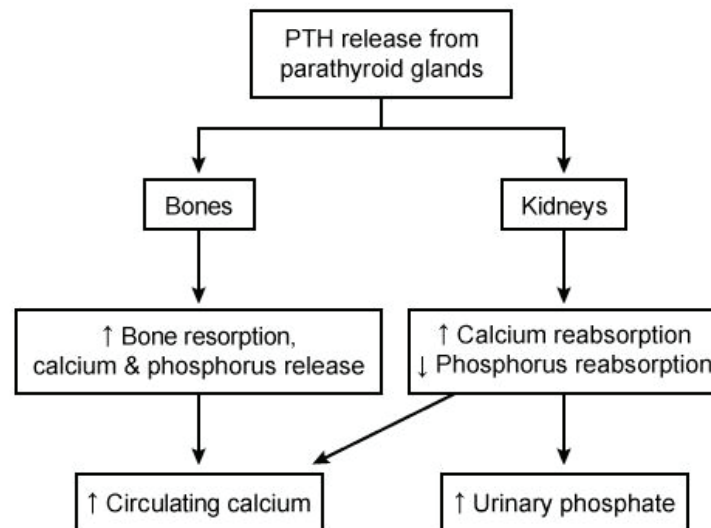 PTH release from
parathyroid glands
Bones
Kidneys
↑ Bone resorption,
calcium & phosphorus release
↑ Calcium reabsorption
↓ Phosphorus reabsorption
↑ Circulating calcium
↑ Urinary phosphate